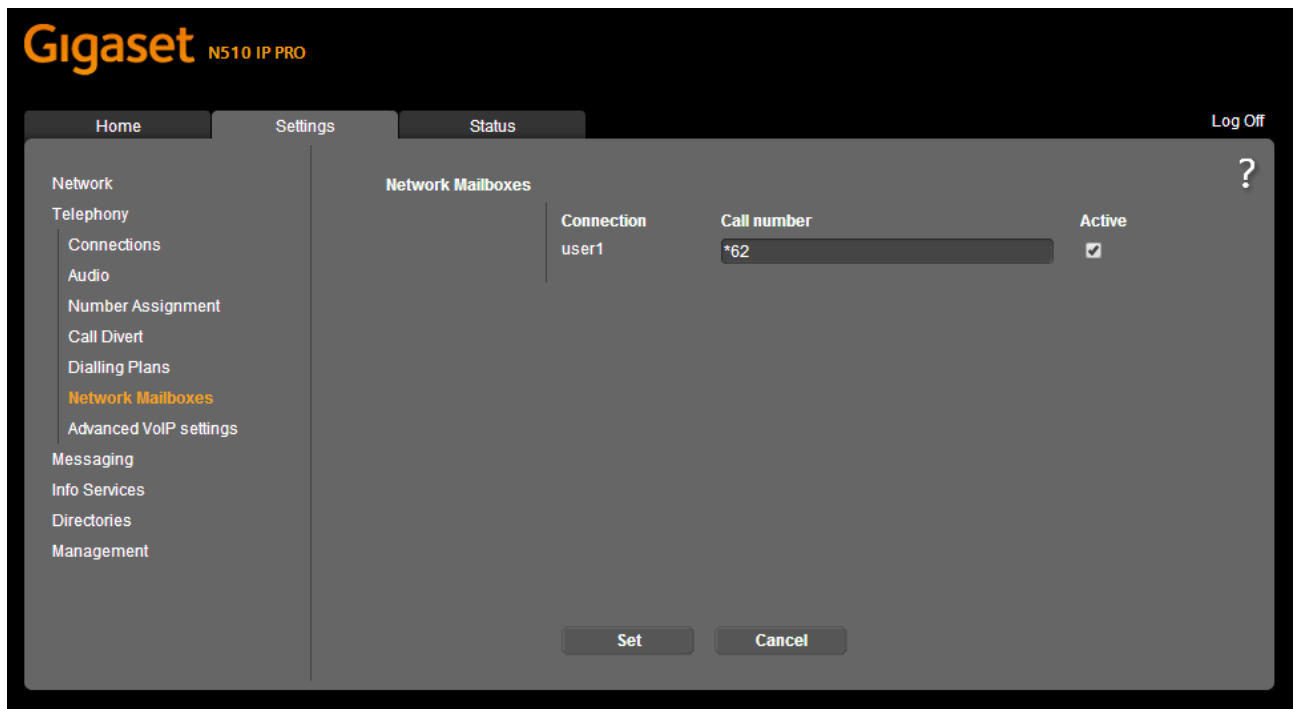 Gigaset N510 IP PRO
Home Settings Status Log Off
?
Network
Telephony
Connections
Audio
Number Assignment
Call Divert
Dialling Plans
Network Mailboxes
Advanced VoIP settings
Messaging
Info Services
Directories
Management
Network Mailboxes
Connection Call number Active
user1 *62
Set Cancel